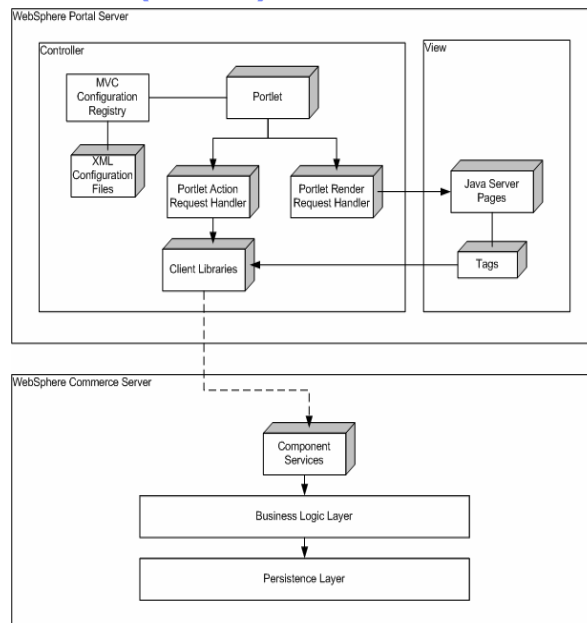 WebSphere Portal Server
Controller
View
MVC
Configuration
Registry
Portlet
XML
Configuration
Files
Portlet Action
Request Handler
Portlet Render
Request Handler
Java Server
Pages
Client Libraries
Tags
WebSphere Commerce Server
Component
Services
Business Logic Layer
Persistence Layer